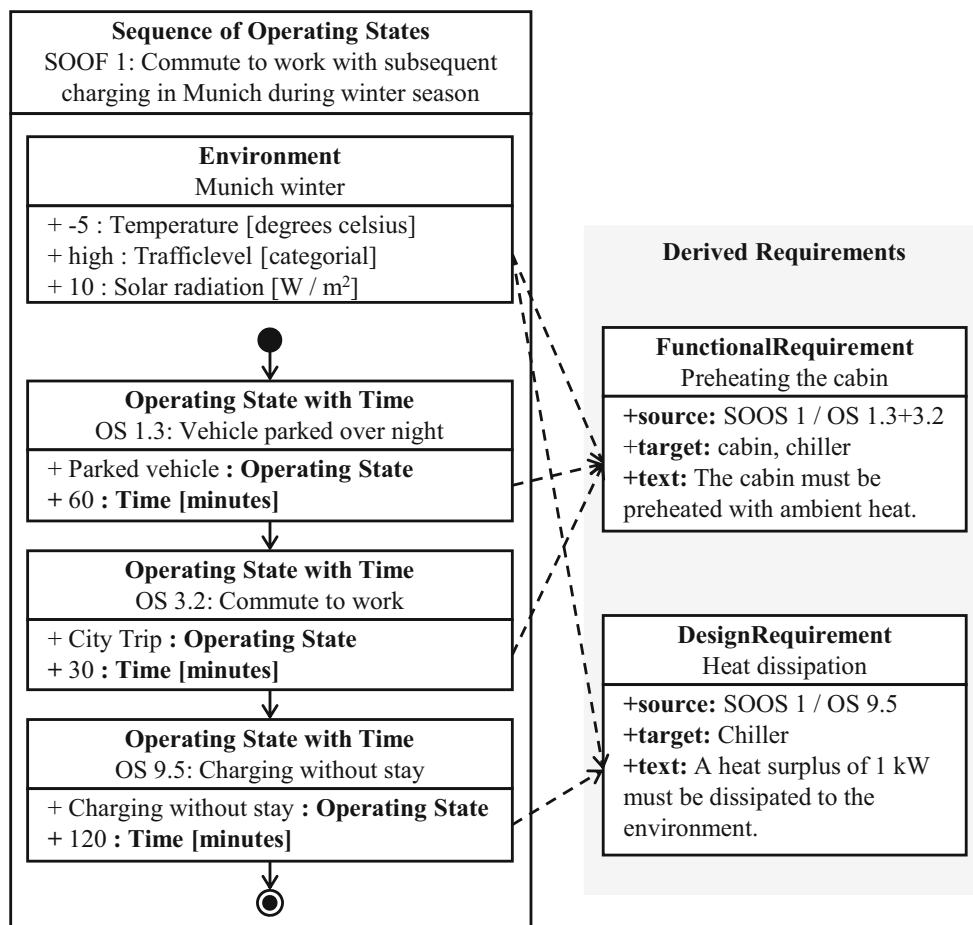 Sequence of Operating States
SOOF 1: Commute to work with subsequent
charging in Munich during winter season
Environment
Munich winter
+ -5 : Temperature [degrees celsius]
+ high : Trafficlevel [categorial]
+ 10 : Solar radiation [W / m²]
Operating State with Time
OS 1.3: Vehicle parked over night
+ Parked vehicle : Operating State
+ 60 : Time [minutes]
Operating State with Time
OS 3.2: Commute to work
+ City Trip : Operating State
+ 30 : Time [minutes]
Operating State with Time
OS 9.5: Charging without stay
+ Charging without stay : Operating State
+ 120 : Time [minutes]
Derived Requirements
FunctionalRequirement
Preheating the cabin
+source: SOOS 1 / OS 1.3+3.2
+target: cabin, chiller
+text: The cabin must be
preheated with ambient heat.
DesignRequirement
Heat dissipation
+source: SOOS 1 / OS 9.5
+target: Chiller
+text: A heat surplus of 1 kW
must be dissipated to the
environment.